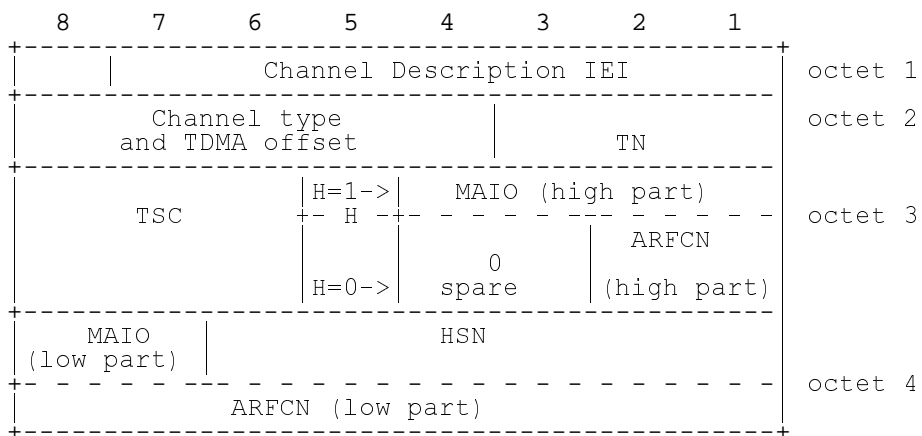 8 7 6 5 4 3 2 1
Channel Description IEI octet 1
Channel type octet 2
and TDMA offset TN
H=1-> MAIO (high part)
TSC H octet 3
ARFCN
0
H=0-> spare (high part)
MAIO HSN
(low part)
octet 4
ARFCN (low part)